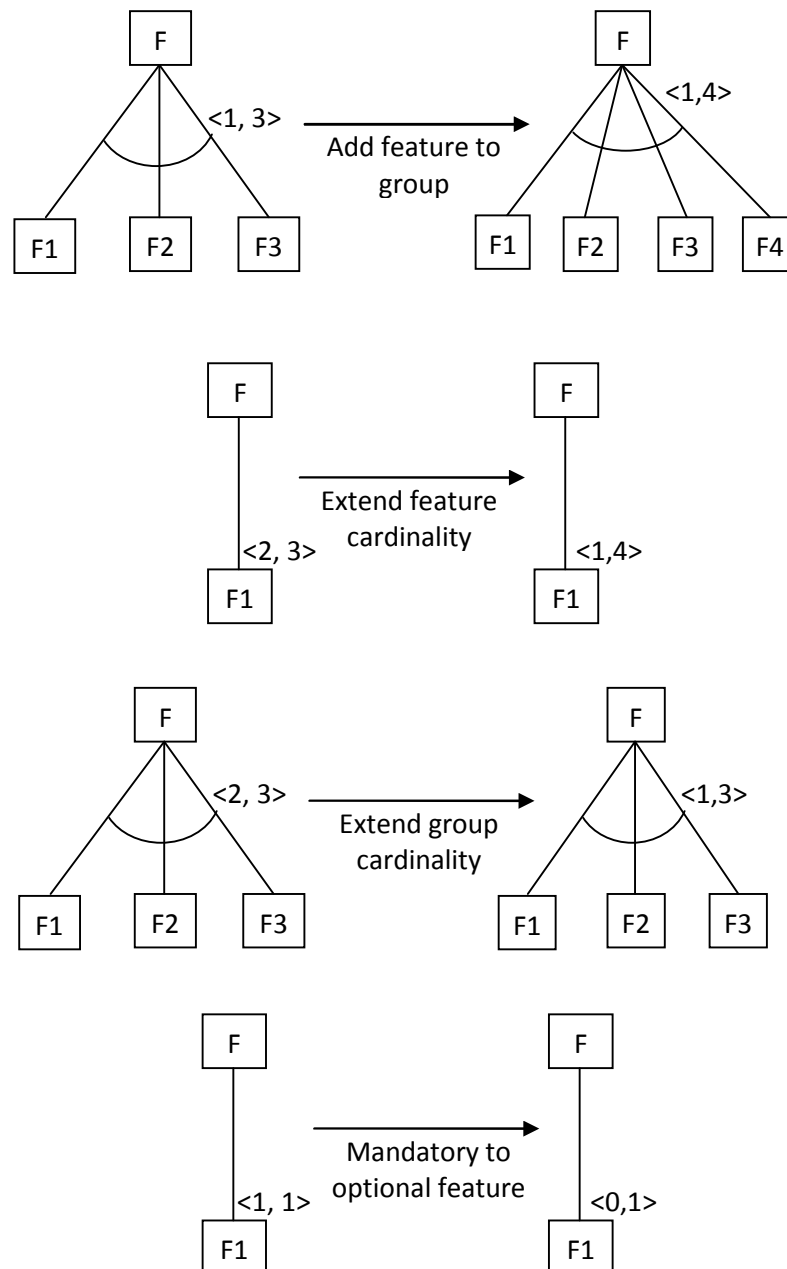 F F
<1, 3> <1,4>
Add feature to
group
F1 F2 F3 F1 F2 F3 F4
F F
Extend feature
cardinality
<2, 3> <1,4>
F1 F1
F F
<2, 3> <1,3>
Extend group
cardinality
F1 F2 F3 F1 F2 F3
F F
Mandatory to
optional feature
<1, 1> <0,1>
F1 F1